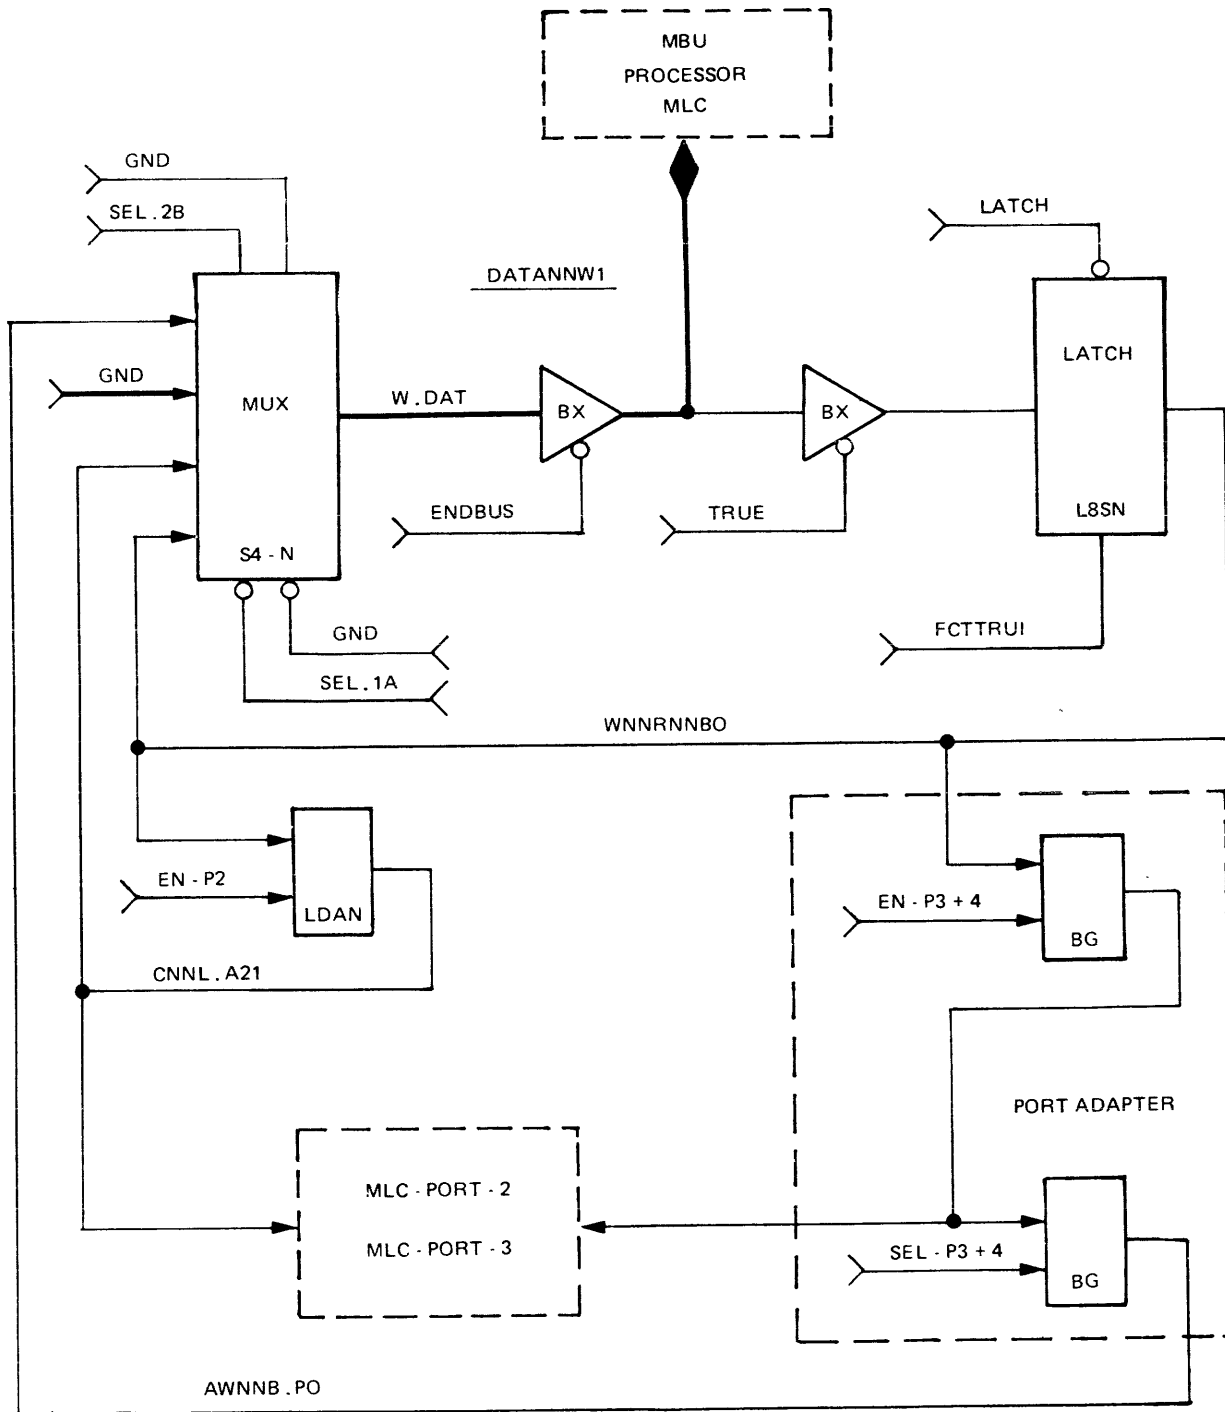 MBU
PROCESSOR
MLC
GND
SEL.2B
LATCH
DATANNW1
GND
MUX
W.DAT
BX
BX
LATCH
ENDBUS
TRUE
L8SN
S4-N
GND
SEL.1A
FCTTRUI
WNNRNNBO
EN-P2
LDAN
EN-P3+4
BG
CNNL.A21
PORT ADAPTER
MLC-PORT-2
MLC-PORT-3
SEL-P3+4
BG
AWNNB.PO